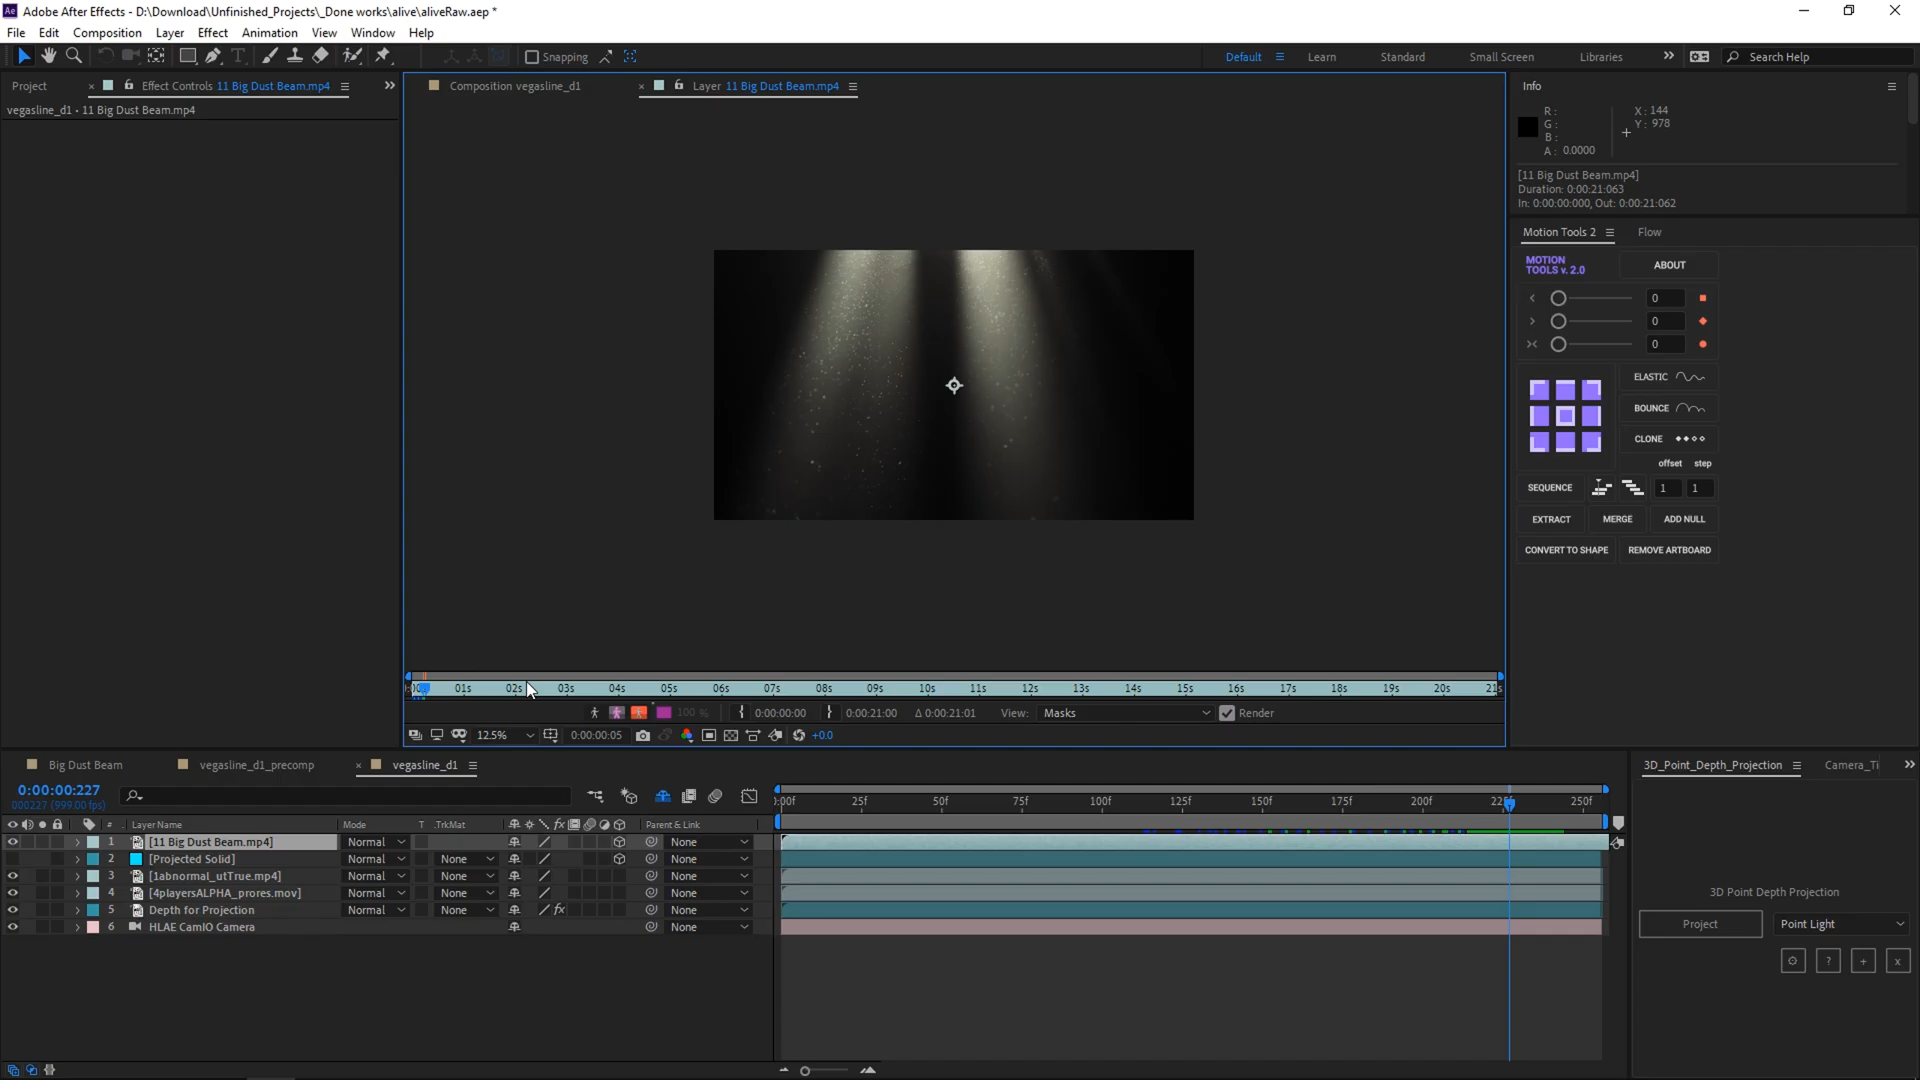 Adobe After Effects - D:\Download\Unfinished_Projects\_Done works\alive\aliveRaw.aep *
File Edit Composition Layer Effect Animation View Window Help
Snapping Default Learn Standard Small Screen Libraries Search Help
Project Effect Controls 11 Big Dust Beam.mp4 Composition vegasline_d1 Layer 11 Big Dust Beam.mp4 Info
vegasline_d1 • 11 Big Dust Beam.mp4
R: X: 144
G: Y: 978
B:
A: 0.0000
[11 Big Dust Beam.mp4]
Duration: 0:00:21:063
In: 0:00:00:000, Out: 0:00:21:062
Motion Tools 2 Flow
MOTION TOOLS v. 2.0 ABOUT
0
0
0
ELASTIC
BOUNCE
CLONE
offset step
SEQUENCE 1 1
EXTRACT MERGE ADD NULL
CONVERT TO SHAPE REMOVE ARTBOARD
01s 02s 03s 04s 05s 06s 07s 08s 09s 10s 11s 12s 13s 14s 15s 16s 17s 18s 19s 20s 21s
100 % 0:00:00:00 0:00:21:00 Δ 0:00:21:01 View: Masks Render
12.5% 0:00:00:05 +0.0
Big Dust Beam vegasline_d1_precomp vegasline_d1 3D_Point_Depth_Projection Camera_Ti
0:00:00:227
000227 (999.00 fps)
:00f 25f 50f 75f 100f 125f 150f 175f 200f 225f 250f
# Layer Name Mode T .TrkMat Parent & Link
1 [11 Big Dust Beam.mp4] Normal None
2 [Projected Solid] Normal None None
3 [1abnormal_utTrue.mp4] Normal None None
4 [4playersALPHA_prores.mov] Normal None None
5 Depth for Projection Normal None fx None
6 HLAE CamIO Camera None
3D Point Depth Projection
Project Point Light
? + x